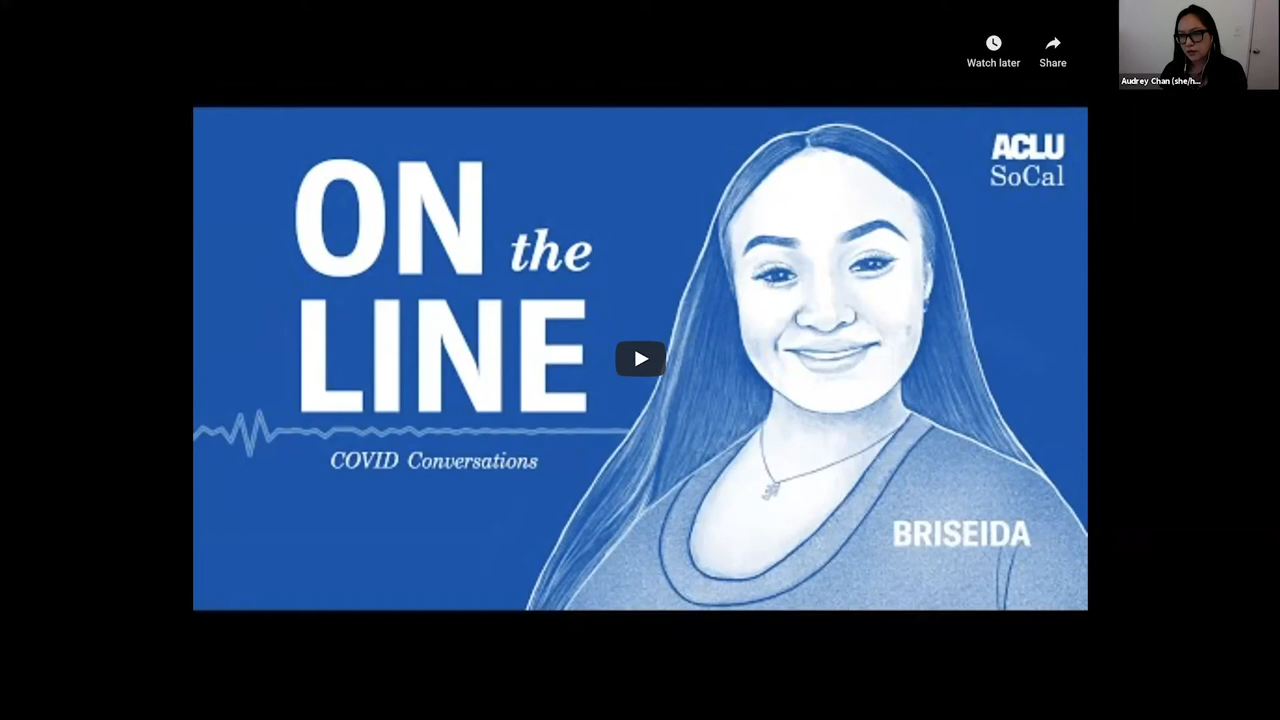 Watch later
Share
Audrey Chan (she/h...
ACLU
SoCal
ON the
LINE
COVID Conversations
BRISEIDA